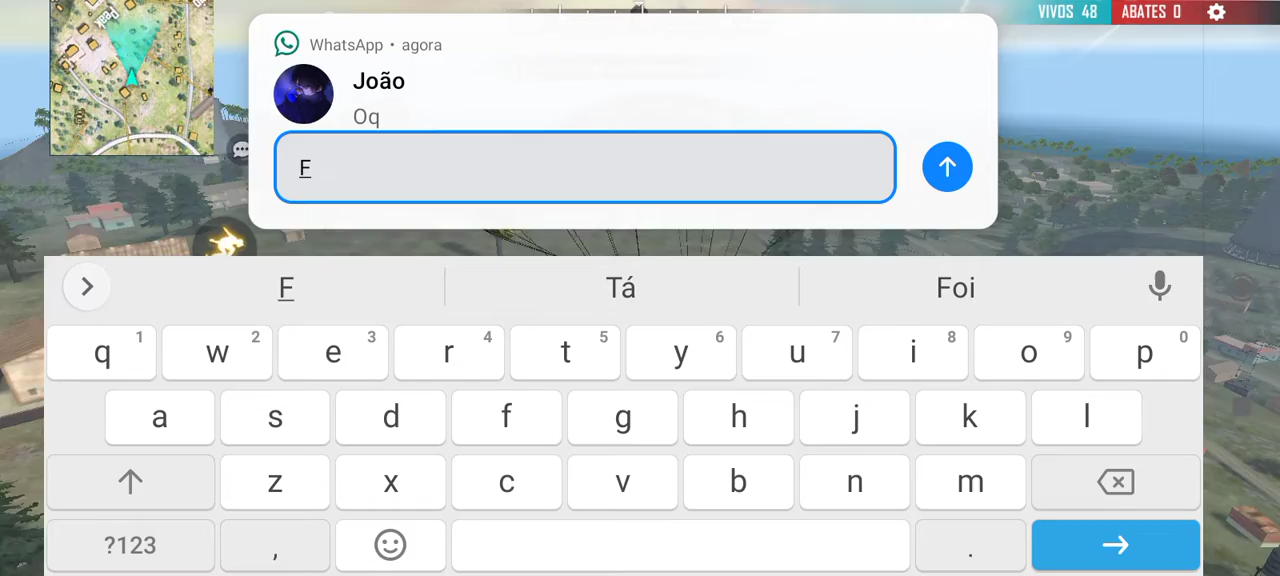 Peak
VIVOS 48
ABATES 0
WhatsApp • agora
João
Oq
F
F
Tá
Foi
q 1
w 2
e 3
r 4
t 5
y 6
u 7
i 8
o 9
p 0
a
s
d
f
g
h
j
k
l
z
x
c
v
b
n
m
?123
,
.